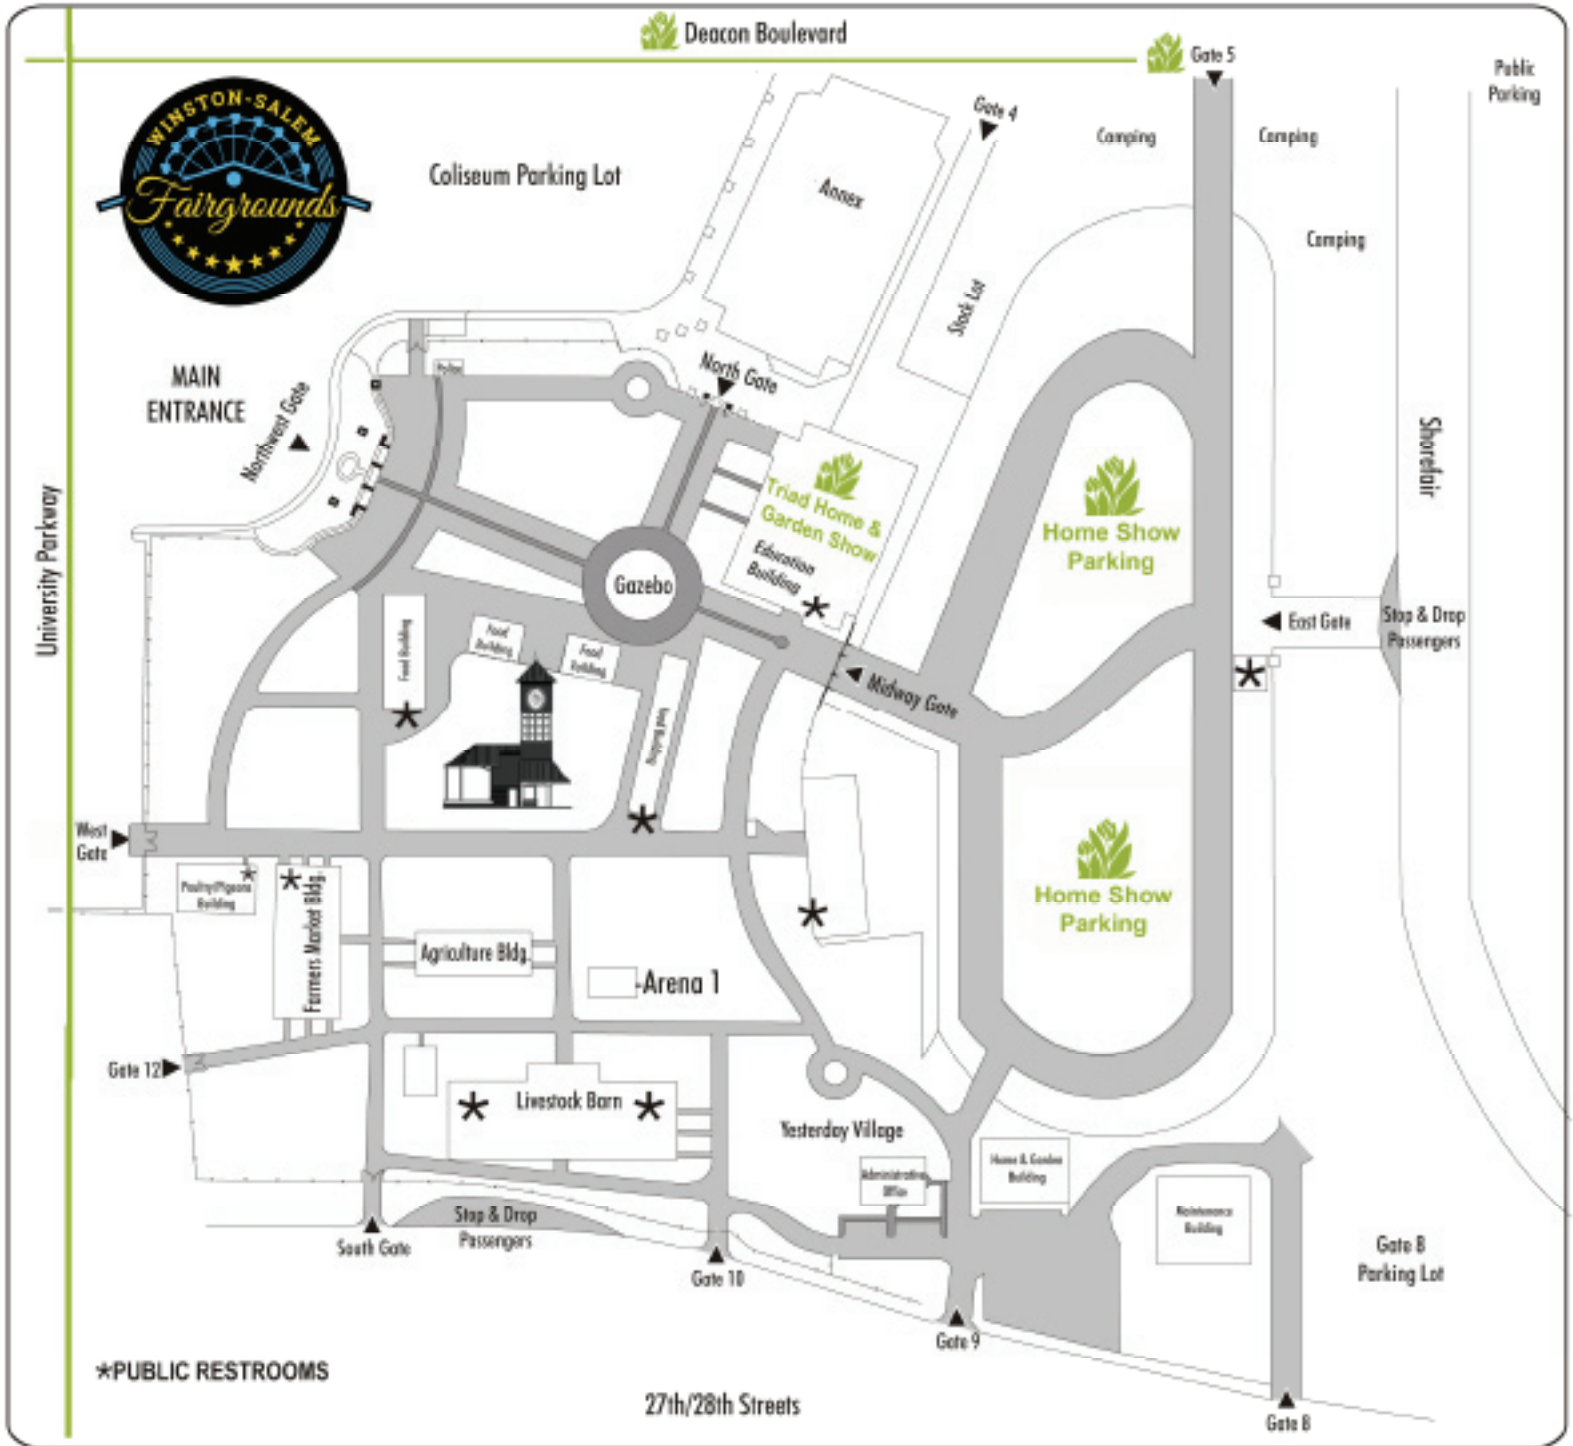 Deacon Boulevard
Gate 5
Public
Parking
WINSTON-SALEM
Fairgrounds
Gate 4
Camping
Camping
Coliseum Parking Lot
Annex
Camping
Stock Lot
MAIN
ENTRANCE
Northwest Gate
North Gate
Shorefair
University Parkway
Triad Home &
Garden Show
Education
Building
Home Show
Parking
Gazebo
East Gate
Stop & Drop
Passengers
Food Building
Food
Building
Food
Building
Food Building
Midway Gate
West
Gate
Poultry/Pigeons
Building
Farmers Market Bldg.
Home Show
Parking
Agriculture Bldg.
Arena 1
Gate 12
Livestock Barn
Yesterday Village
Administrative
Office
Home & Garden
Building
Maintenance
Building
Stop & Drop
Passengers
South Gate
Gate 10
Gate 8
Parking Lot
Gate 9
*PUBLIC RESTROOMS
27th/28th Streets
Gate 8